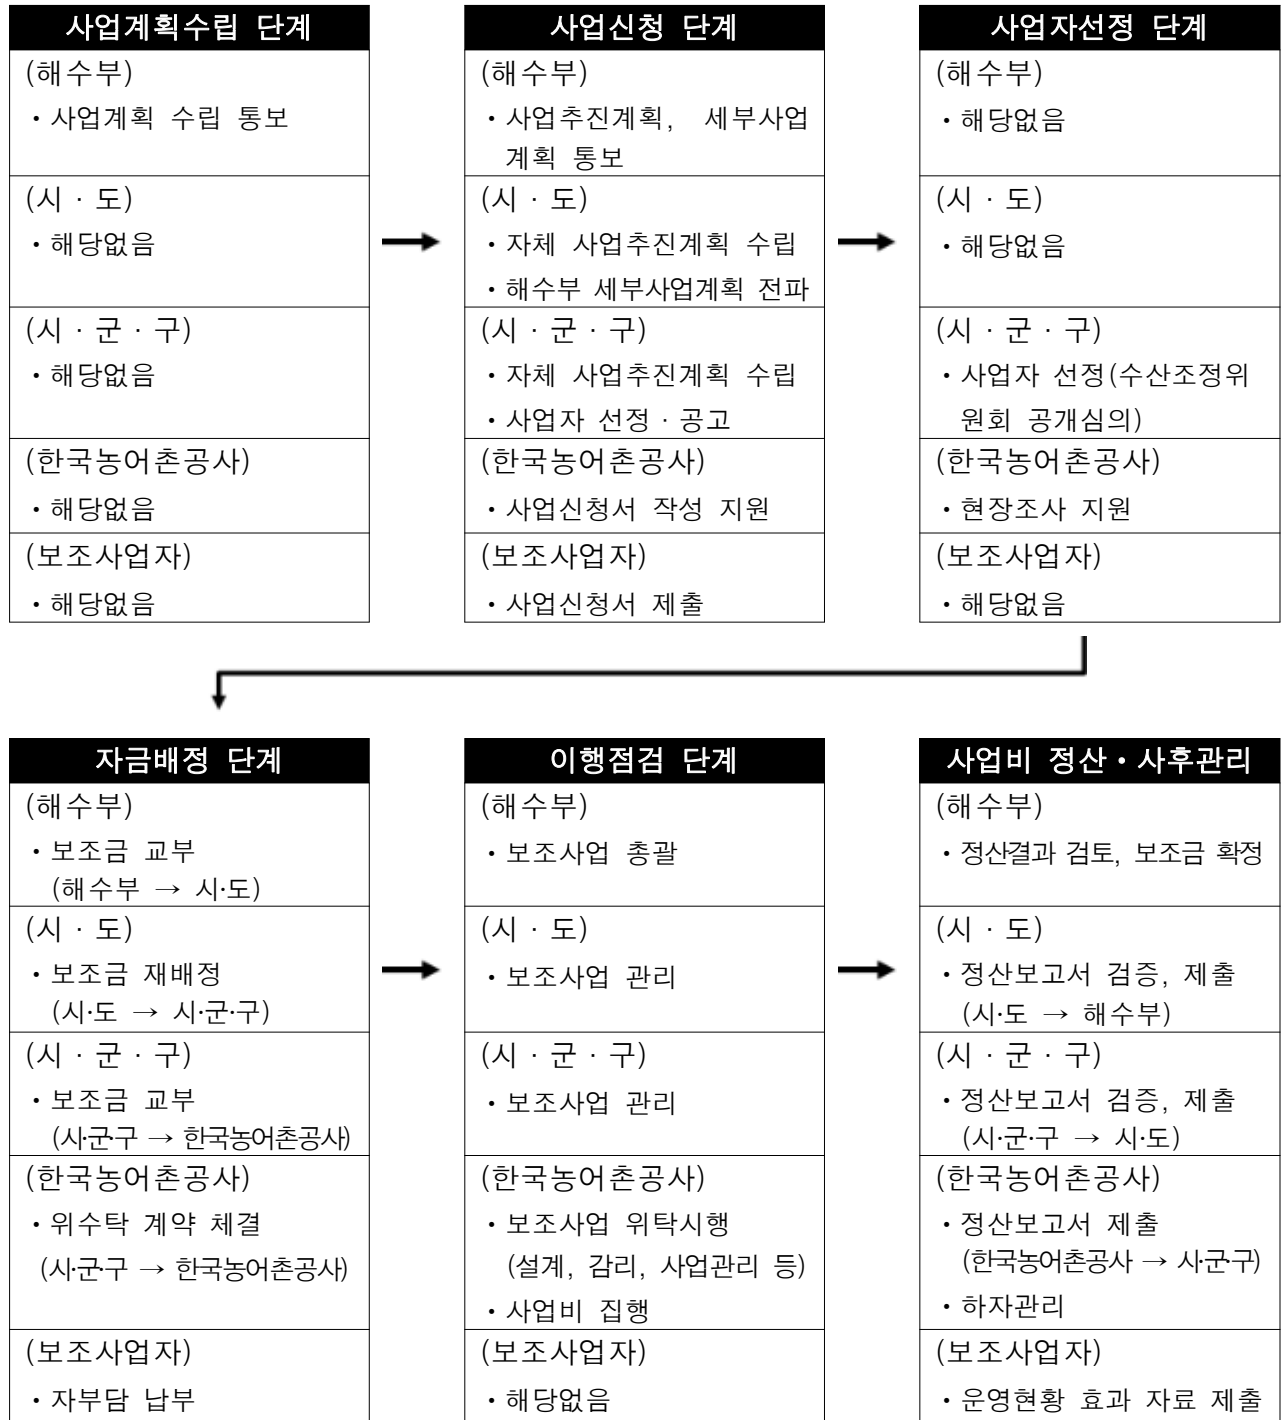 사업계획수립 단계
(해수부)
・사업계획 수립 통보
(시 · 도)
・해당없음
(시 · 군 · 구)
・해당없음
(한국농어촌공사)
・해당없음
(보조사업자)
・해당없음
사업신청 단계
(해수부)
・사업추진계획, 세부사업
계획 통보
(시 · 도)
・자체 사업추진계획 수립
・해수부 세부사업계획 전파
(시 · 군 · 구)
・자체 사업추진계획 수립
・사업자 선정 · 공고
(한국농어촌공사)
・사업신청서 작성 지원
(보조사업자)
・사업신청서 제출
사업자선정 단계
(해수부)
・해당없음
(시 · 도)
・해당없음
(시 · 군 · 구)
・사업자 선정(수산조정위
원회 공개심의)
(한국농어촌공사)
・현장조사 지원
(보조사업자)
・해당없음
자금배정 단계
(해수부)
・보조금 교부
(해수부 → 시·도)
(시 · 도)
・보조금 재배정
(시·도 → 시·군·구)
(시 · 군 · 구)
・보조금 교부
(시·군·구 → 한국농어촌공사)
(한국농어촌공사)
・위수탁 계약 체결
(시·군·구 → 한국농어촌공사)
(보조사업자)
・자부담 납부
이행점검 단계
(해수부)
・보조사업 총괄
(시 · 도)
・보조사업 관리
(시 · 군 · 구)
・보조사업 관리
(한국농어촌공사)
・보조사업 위탁시행
(설계, 감리, 사업관리 등)
・사업비 집행
(보조사업자)
・해당없음
사업비 정산・사후관리
(해수부)
・정산결과 검토, 보조금 확정
(시 · 도)
・정산보고서 검증, 제출
(시·도 → 해수부)
(시 · 군 · 구)
・정산보고서 검증, 제출
(시·군·구 → 시·도)
(한국농어촌공사)
・정산보고서 제출
(한국농어촌공사 → 시·군·구)
・하자관리
(보조사업자)
・운영현황 효과 자료 제출